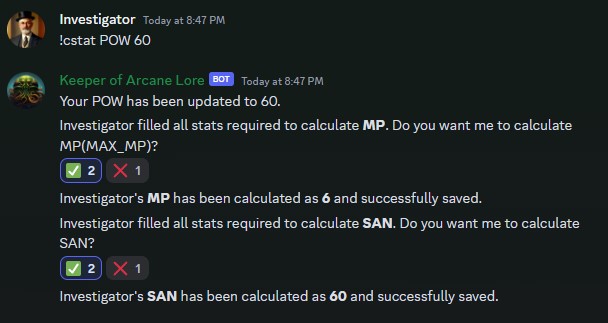 Investigator Today at 8:47 PM
!cstat POW 60
Keeper of Arcane Lore BOT Today at 8:47 PM
Your POW has been updated to 60.
Investigator filled all stats required to calculate MP. Do you want me to calculate
MP(MAX_MP)?
✅ 2 ❌ 1
Investigator's MP has been calculated as 6 and successfully saved.
Investigator filled all stats required to calculate SAN. Do you want me to calculate
SAN?
✅ 2 ❌ 1
Investigator's SAN has been calculated as 60 and successfully saved.